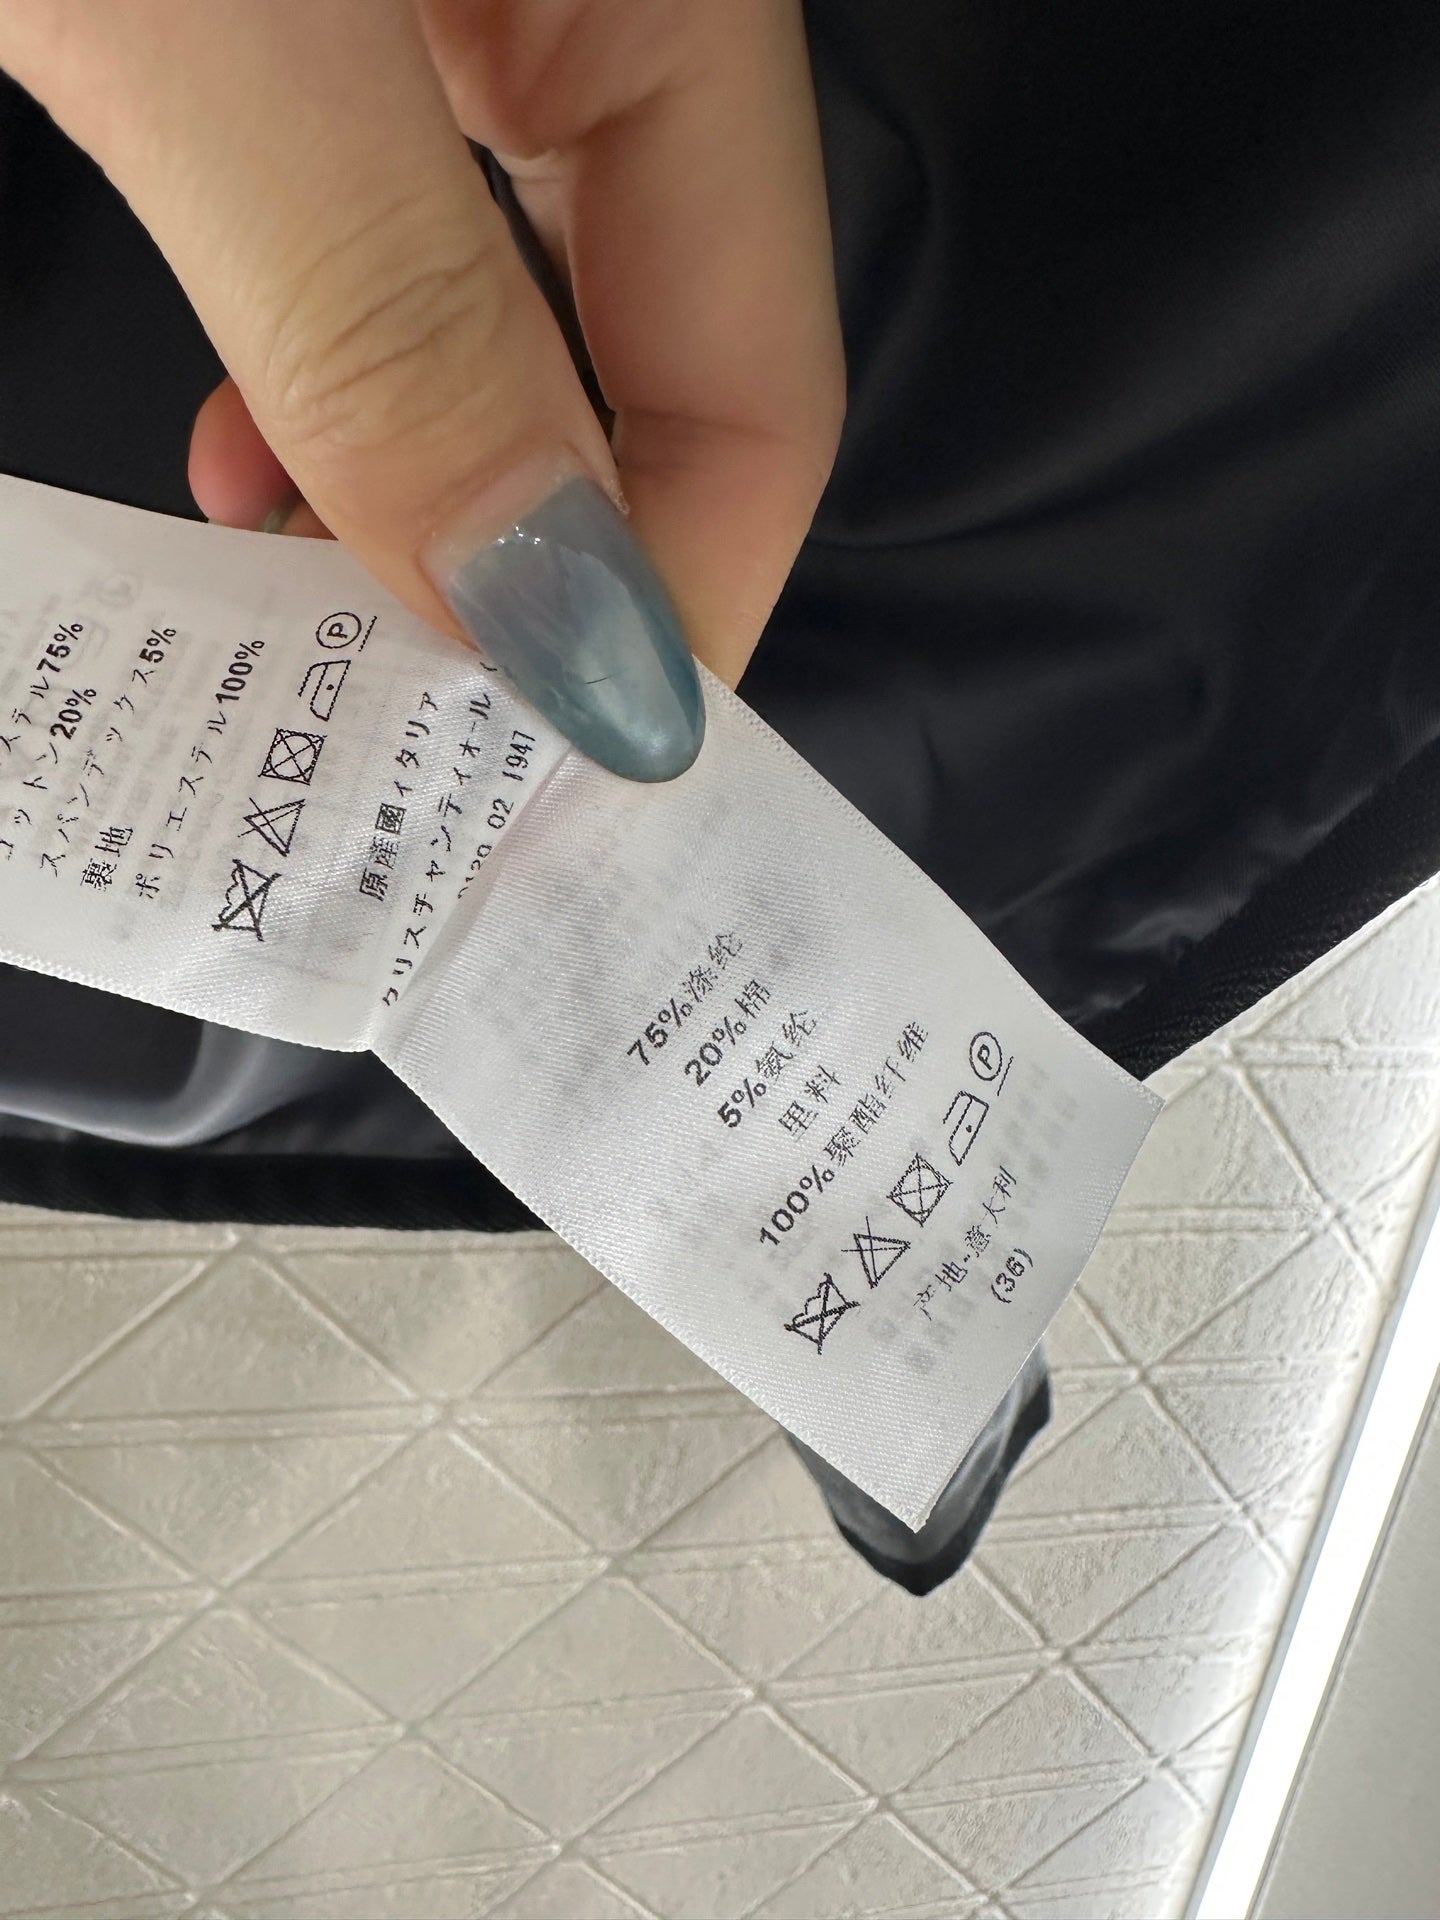 ステル75%
コットン20%
スパンデックス5%
裏地
ポリエステル100%
P
原産國イタリア
クリスチャンディオール
0120 02 1947
75%涤纶
20%棉
5%氨纶
里料
100%聚酯纤维
P
产地:意大利
(36)